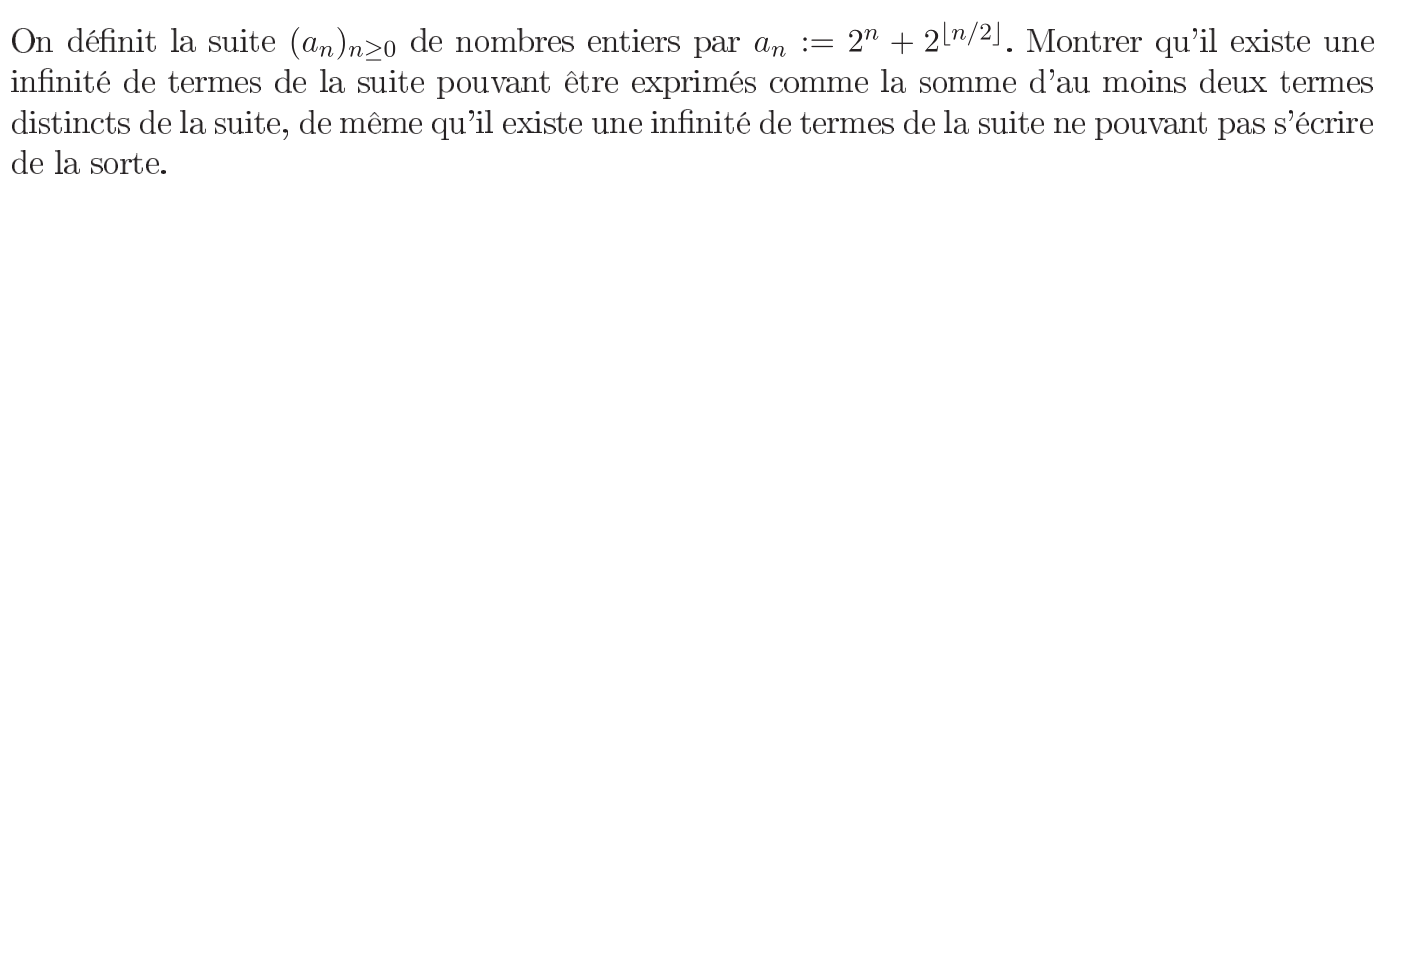 On définit la suite $(a_n)_{n\geq 0}$ de nombres entiers par $a_n := 2^n + 2^{\lfloor n/2 \rfloor}$. Montrer qu'il existe une
infinité de termes de la suite pouvant être exprimés comme la somme d'au moins deux termes
distincts de la suite, de même qu'il existe une infinité de termes de la suite ne pouvant pas s'écrire
de la sorte.